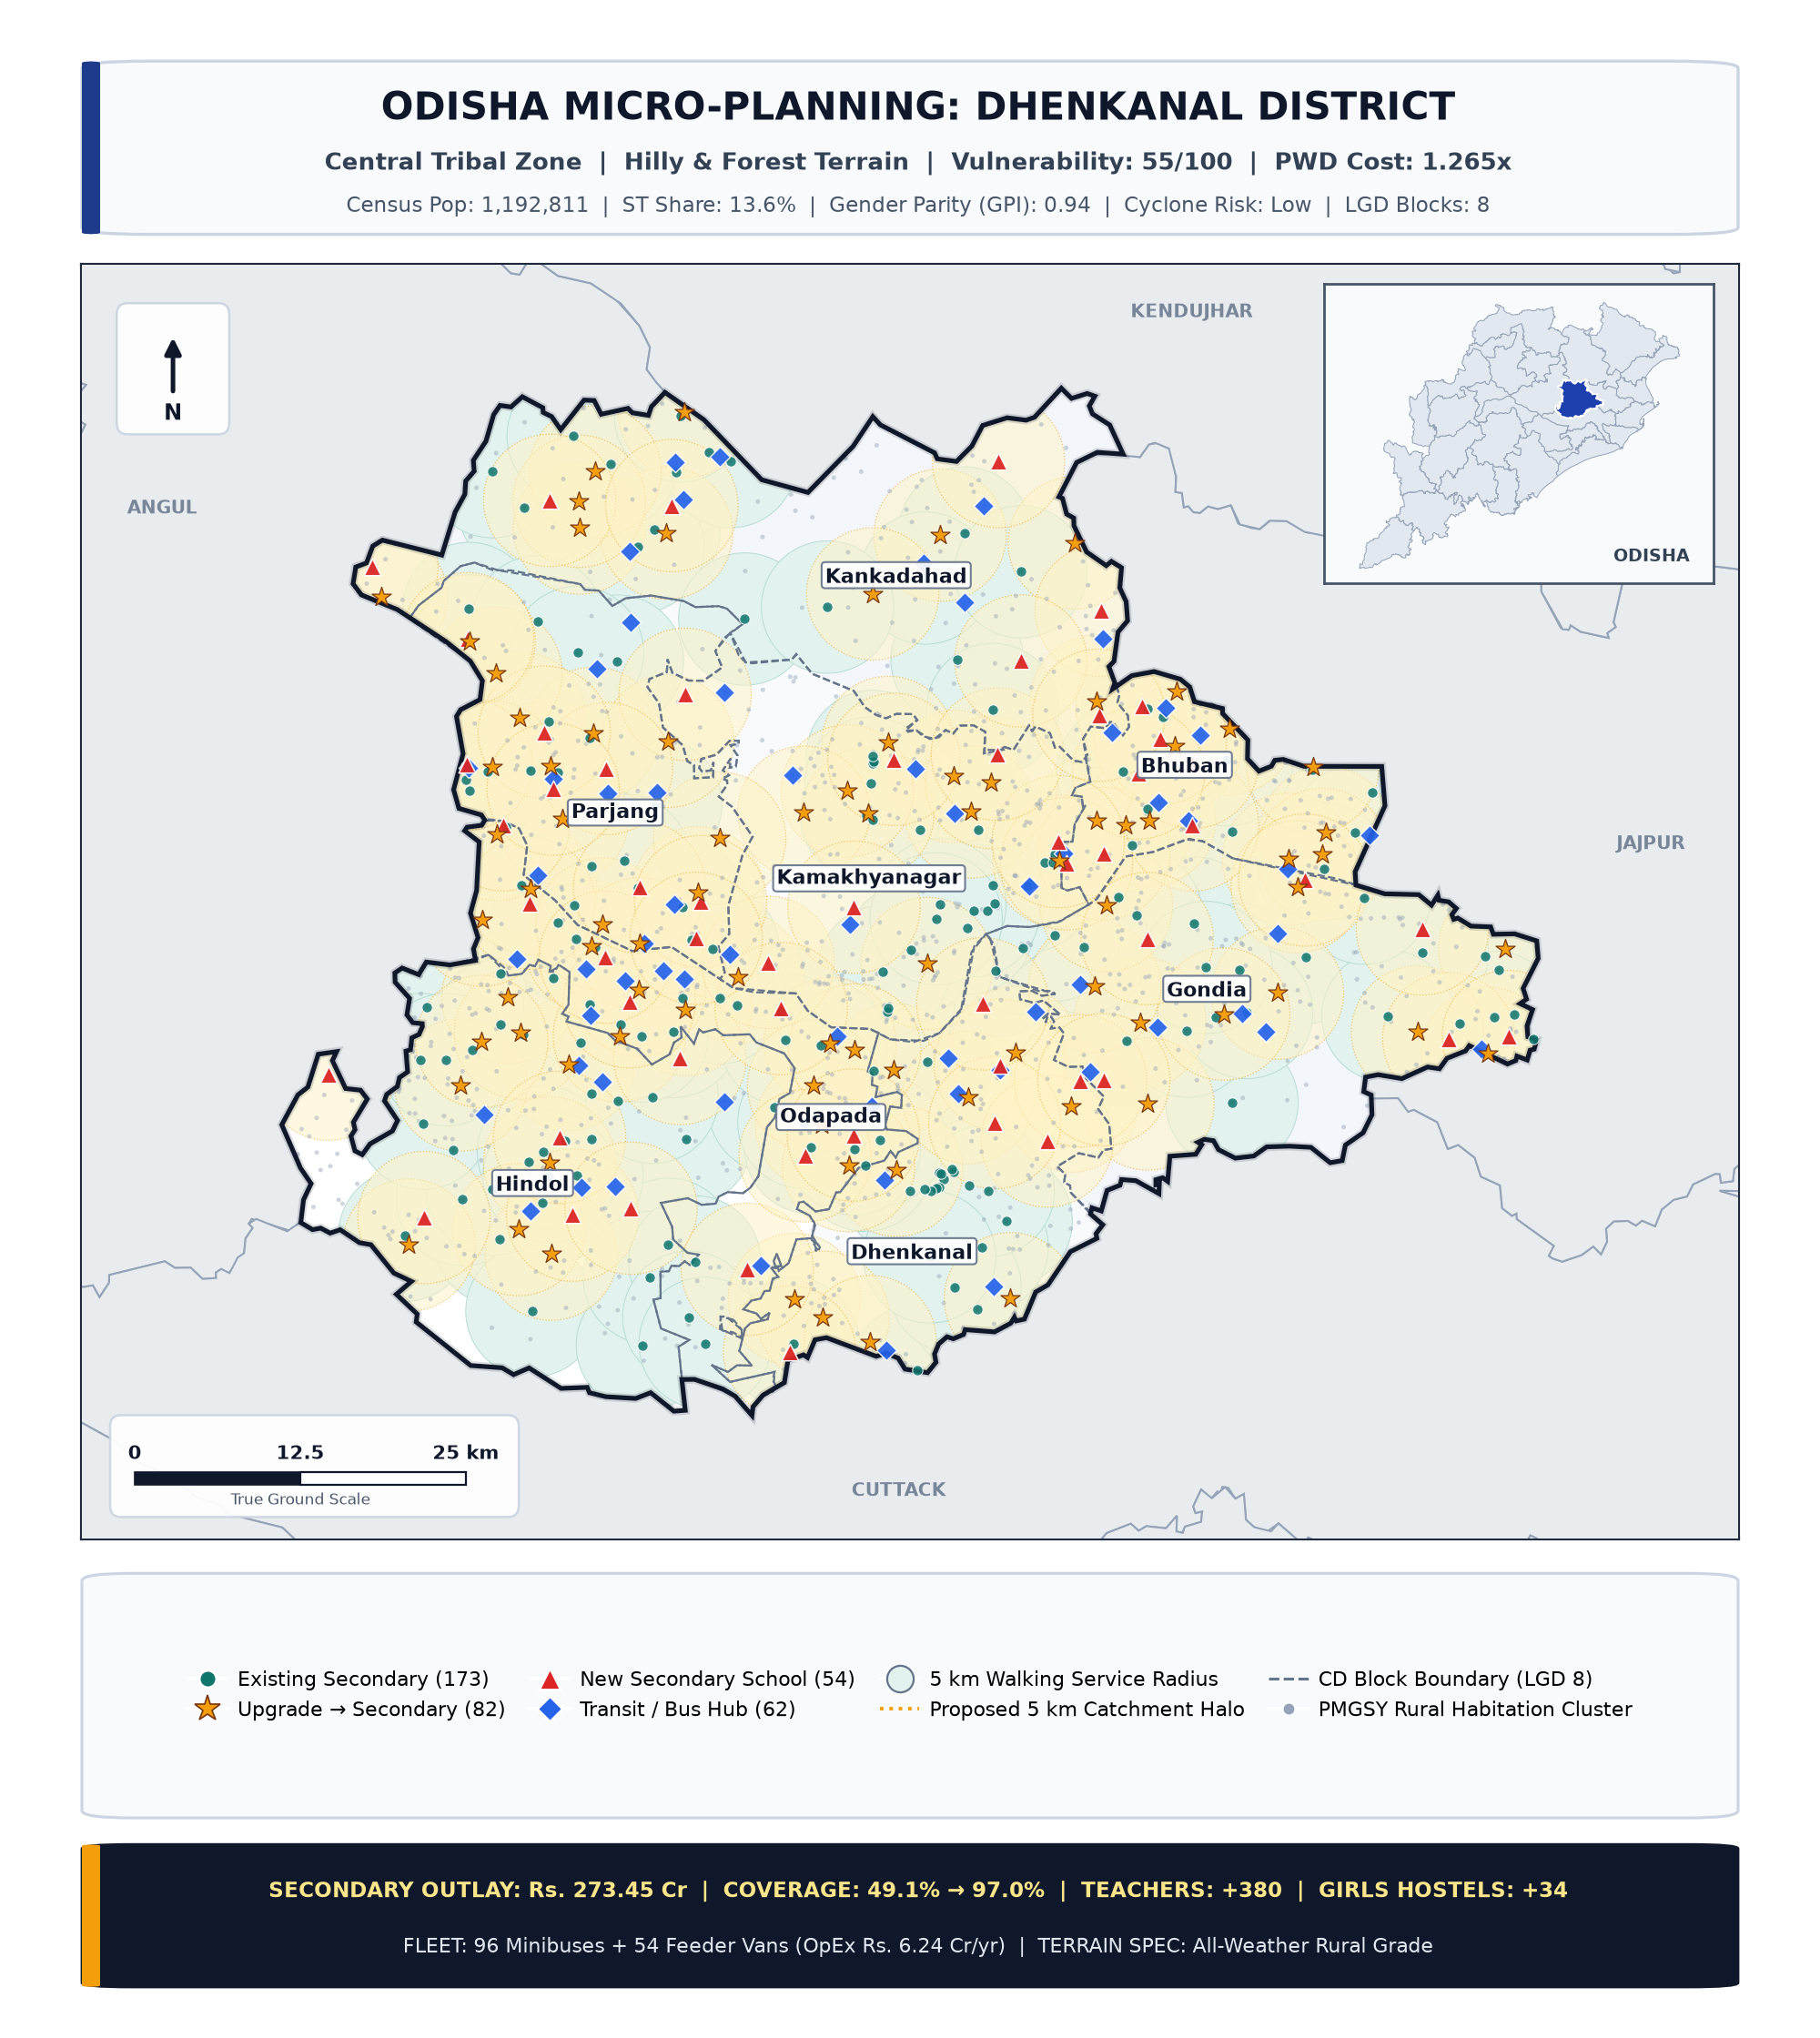 ODISHA MICRO-PLANNING: DHENKANAL DISTRICT
Central Tribal Zone | Hilly & Forest Terrain | Vulnerability: 55/100 | PWD Cost: 1.265x
Census Pop: 1,192,811 | ST Share: 13.6% | Gender Parity (GPI): 0.94 | Cyclone Risk: Low | LGD Blocks: 8
KENDUJHAR
N
ANGUL
ODISHA
Kankadahad
Bhuban
Parjang
JAJPUR
Kamakhyanagar
Gondia
Odapada
Hindol
Dhenkanal
0 12.5 25 km
True Ground Scale
CUTTACK
Existing Secondary (173)
Upgrade → Secondary (82)
New Secondary School (54)
Transit / Bus Hub (62)
5 km Walking Service Radius
Proposed 5 km Catchment Halo
CD Block Boundary (LGD 8)
PMGSY Rural Habitation Cluster
SECONDARY OUTLAY: Rs. 273.45 Cr | COVERAGE: 49.1% → 97.0% | TEACHERS: +380 | GIRLS HOSTELS: +34
FLEET: 96 Minibuses + 54 Feeder Vans (OpEx Rs. 6.24 Cr/yr) | TERRAIN SPEC: All-Weather Rural Grade